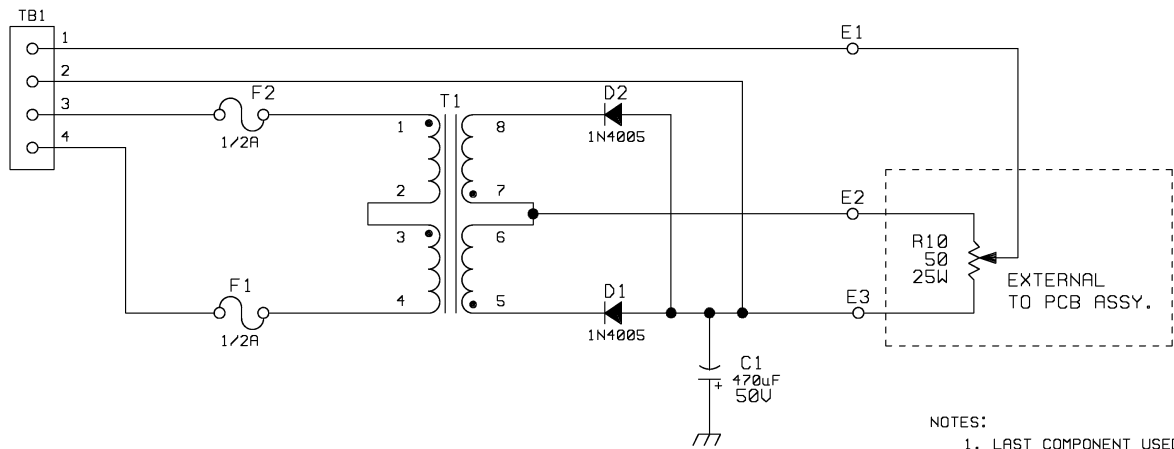 TB1
1
2
3
4
F2
1/2A
F1
1/2A
T1
1
2
3
4
8
7
6
5
D2
1N4005
D1
1N4005
C1
+
470uF
50V
E1
E2
E3
R10
50
25W
EXTERNAL
TO PCB ASSY.
NOTES:
1. LAST COMPONENT USED